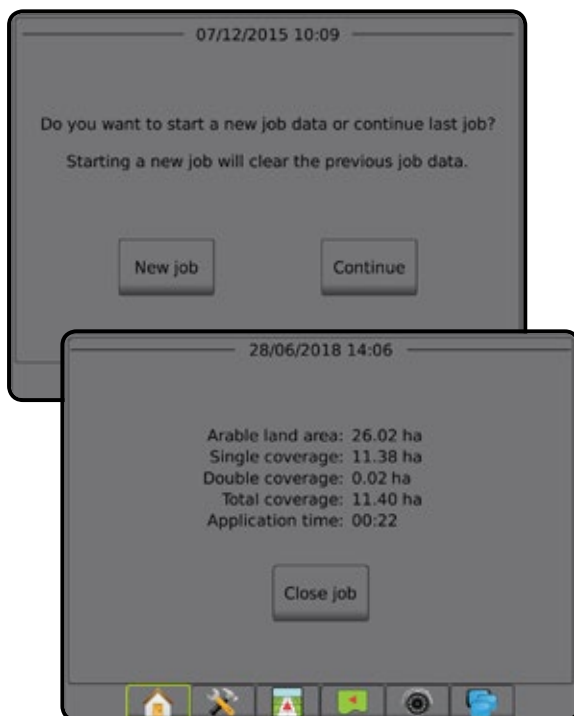 07/12/2015 10:09
Do you want to start a new job data or continue last job?
Starting a new job will clear the previous job data.
New job
Continue
28/06/2018 14:06
Arable land area: 26.02 ha
Single coverage: 11.38 ha
Double coverage: 0.02 ha
Total coverage: 11.40 ha
Application time: 00:22
Close job